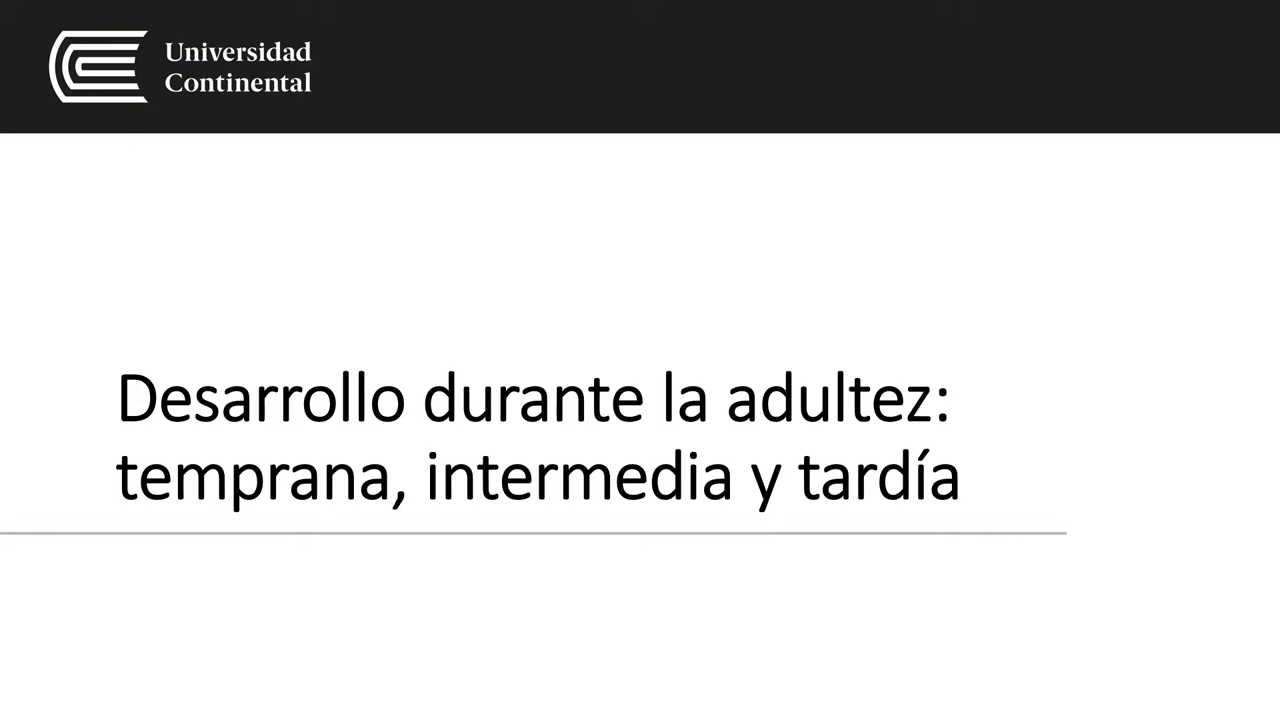 Universidad
Continental
Desarrollo durante la adultez:
temprana, intermedia y tardía